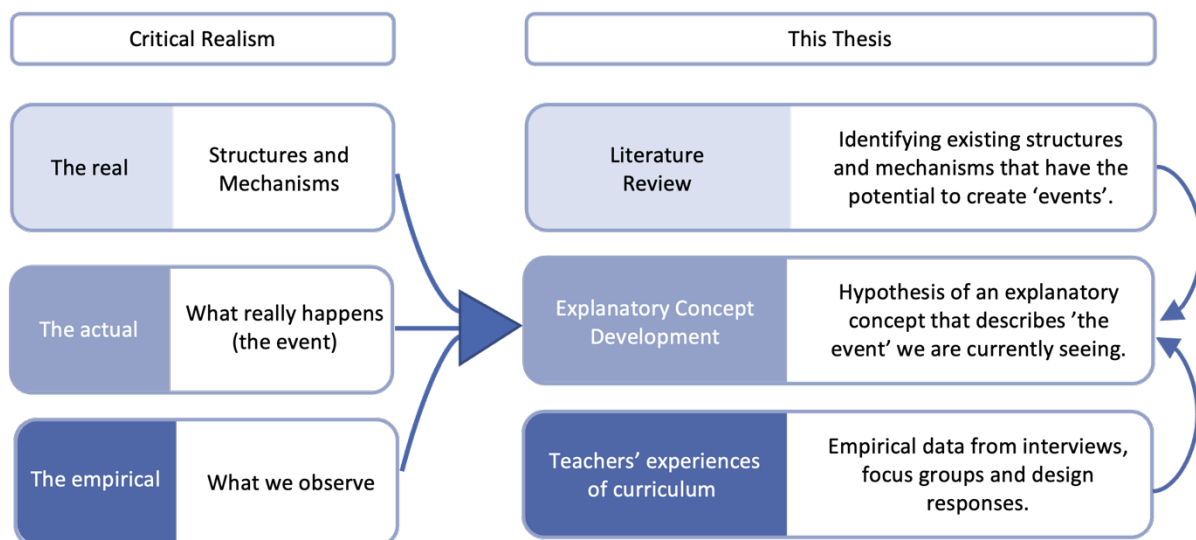 Critical Realism
This Thesis
The real
Structures and
Mechanisms
Literature
Review
Identifying existing structures
and mechanisms that have the
potential to create ‘events’.
The actual
What really happens
(the event)
Explanatory Concept
Development
Hypothesis of an explanatory
concept that describes ’the
event’ we are currently seeing.
The empirical
What we observe
Teachers’ experiences
of curriculum
Empirical data from interviews,
focus groups and design
responses.